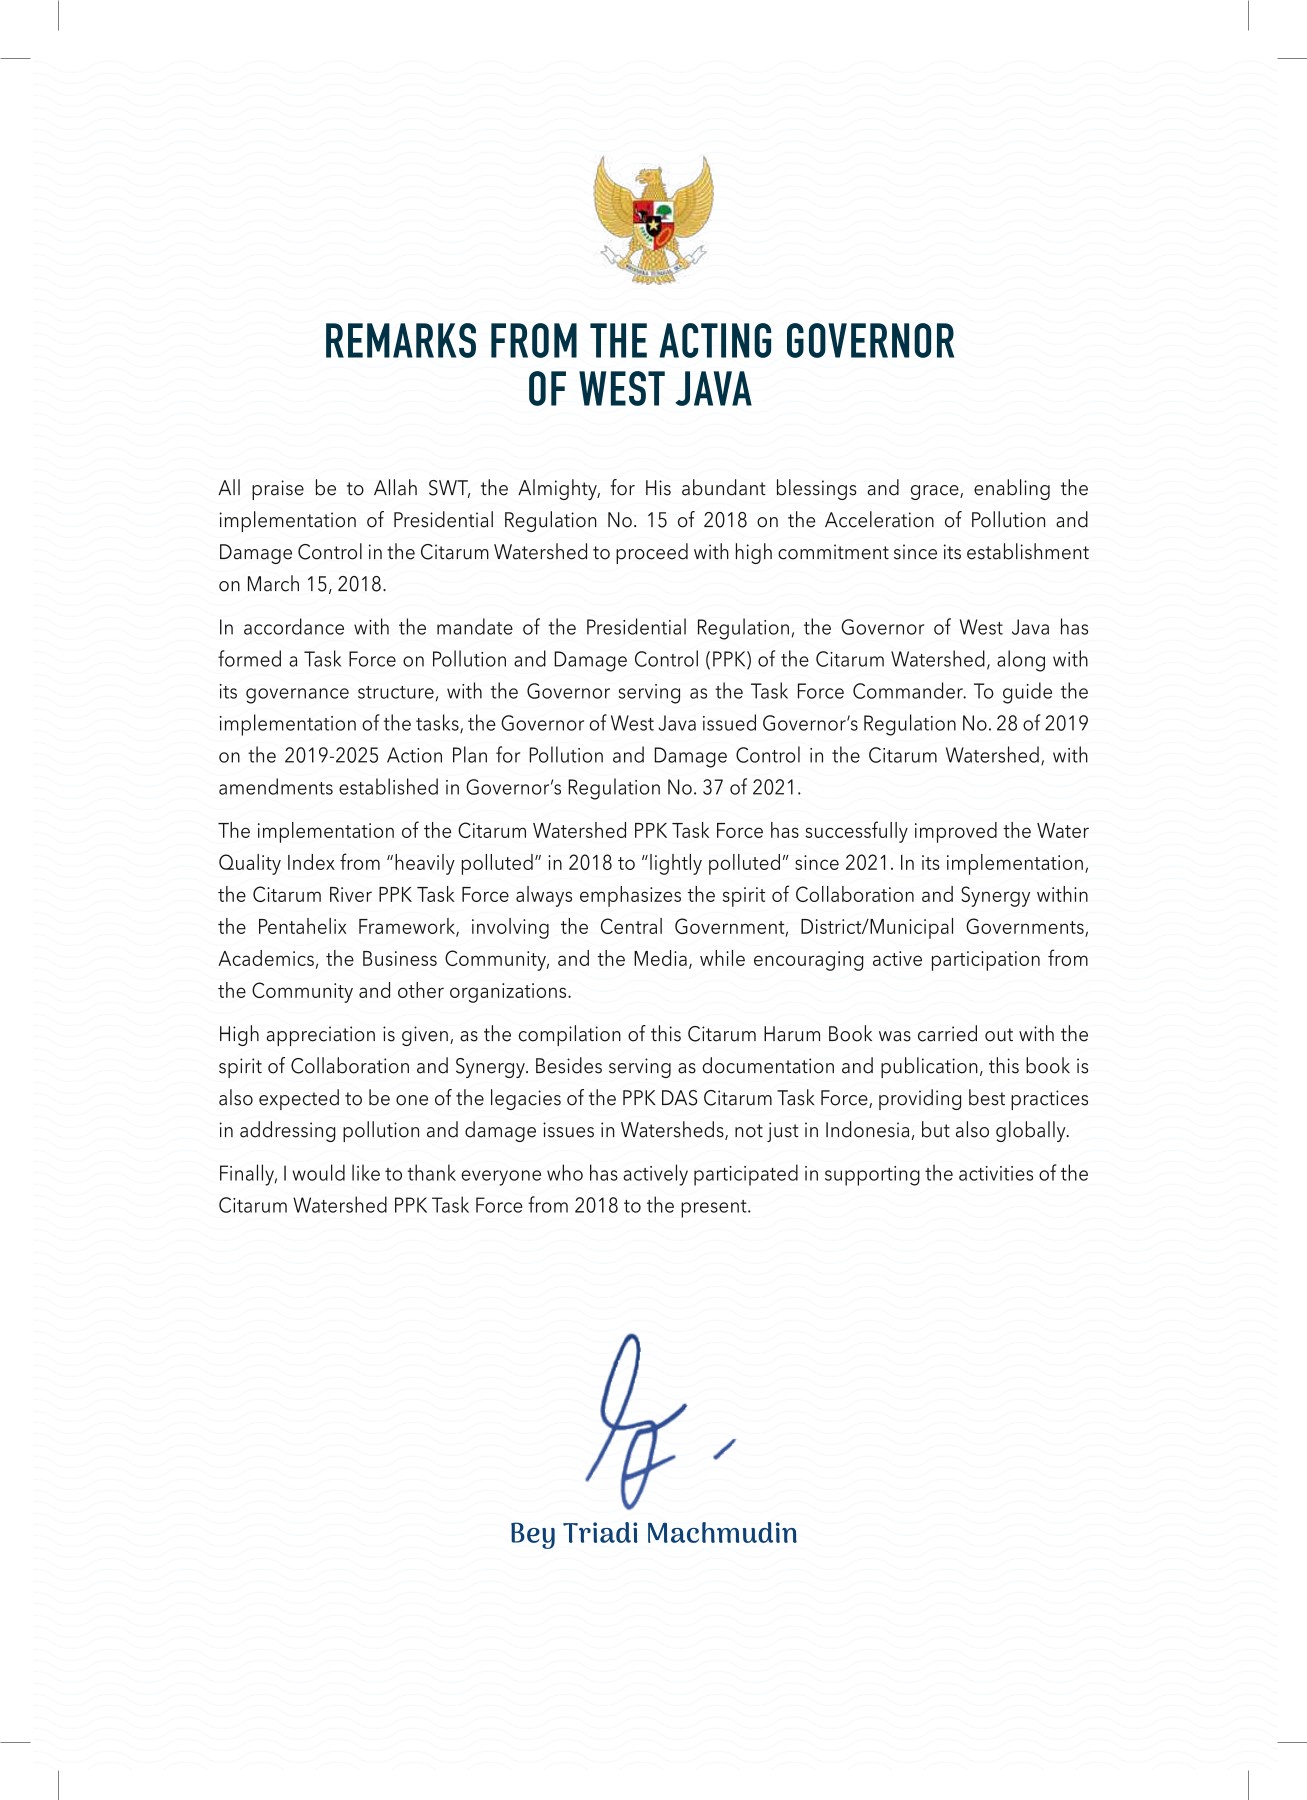 REMARKS FROM THE ACTING GOVERNOR
OF WEST JAVA
All praise be to Allah SWT, the Almighty, for His abundant blessings and grace, enabling the
implementation of Presidential Regulation No. 15 of 2018 on the Acceleration of Pollution and
Damage Control in the Citarum Watershed to proceed with high commitment since its establishment
on March 15, 2018.
In accordance with the mandate of the Presidential Regulation, the Governor of West Java has
formed a Task Force on Pollution and Damage Control (PPK) of the Citarum Watershed, along with
its governance structure, with the Governor serving as the Task Force Commander. To guide the
implementation of the tasks, the Governor of West Java issued Governor’s Regulation No. 28 of 2019
on the 2019-2025 Action Plan for Pollution and Damage Control in the Citarum Watershed, with
amendments established in Governor’s Regulation No. 37 of 2021.
The implementation of the Citarum Watershed PPK Task Force has successfully improved the Water
Quality Index from “heavily polluted” in 2018 to “lightly polluted” since 2021. In its implementation,
the Citarum River PPK Task Force always emphasizes the spirit of Collaboration and Synergy within
the Pentahelix Framework, involving the Central Government, District/Municipal Governments,
Academics, the Business Community, and the Media, while encouraging active participation from
the Community and other organizations.
High appreciation is given, as the compilation of this Citarum Harum Book was carried out with the
spirit of Collaboration and Synergy. Besides serving as documentation and publication, this book is
also expected to be one of the legacies of the PPK DAS Citarum Task Force, providing best practices
in addressing pollution and damage issues in Watersheds, not just in Indonesia, but also globally.
Finally, I would like to thank everyone who has actively participated in supporting the activities of the
Citarum Watershed PPK Task Force from 2018 to the present.
Bey Triadi Machmudin